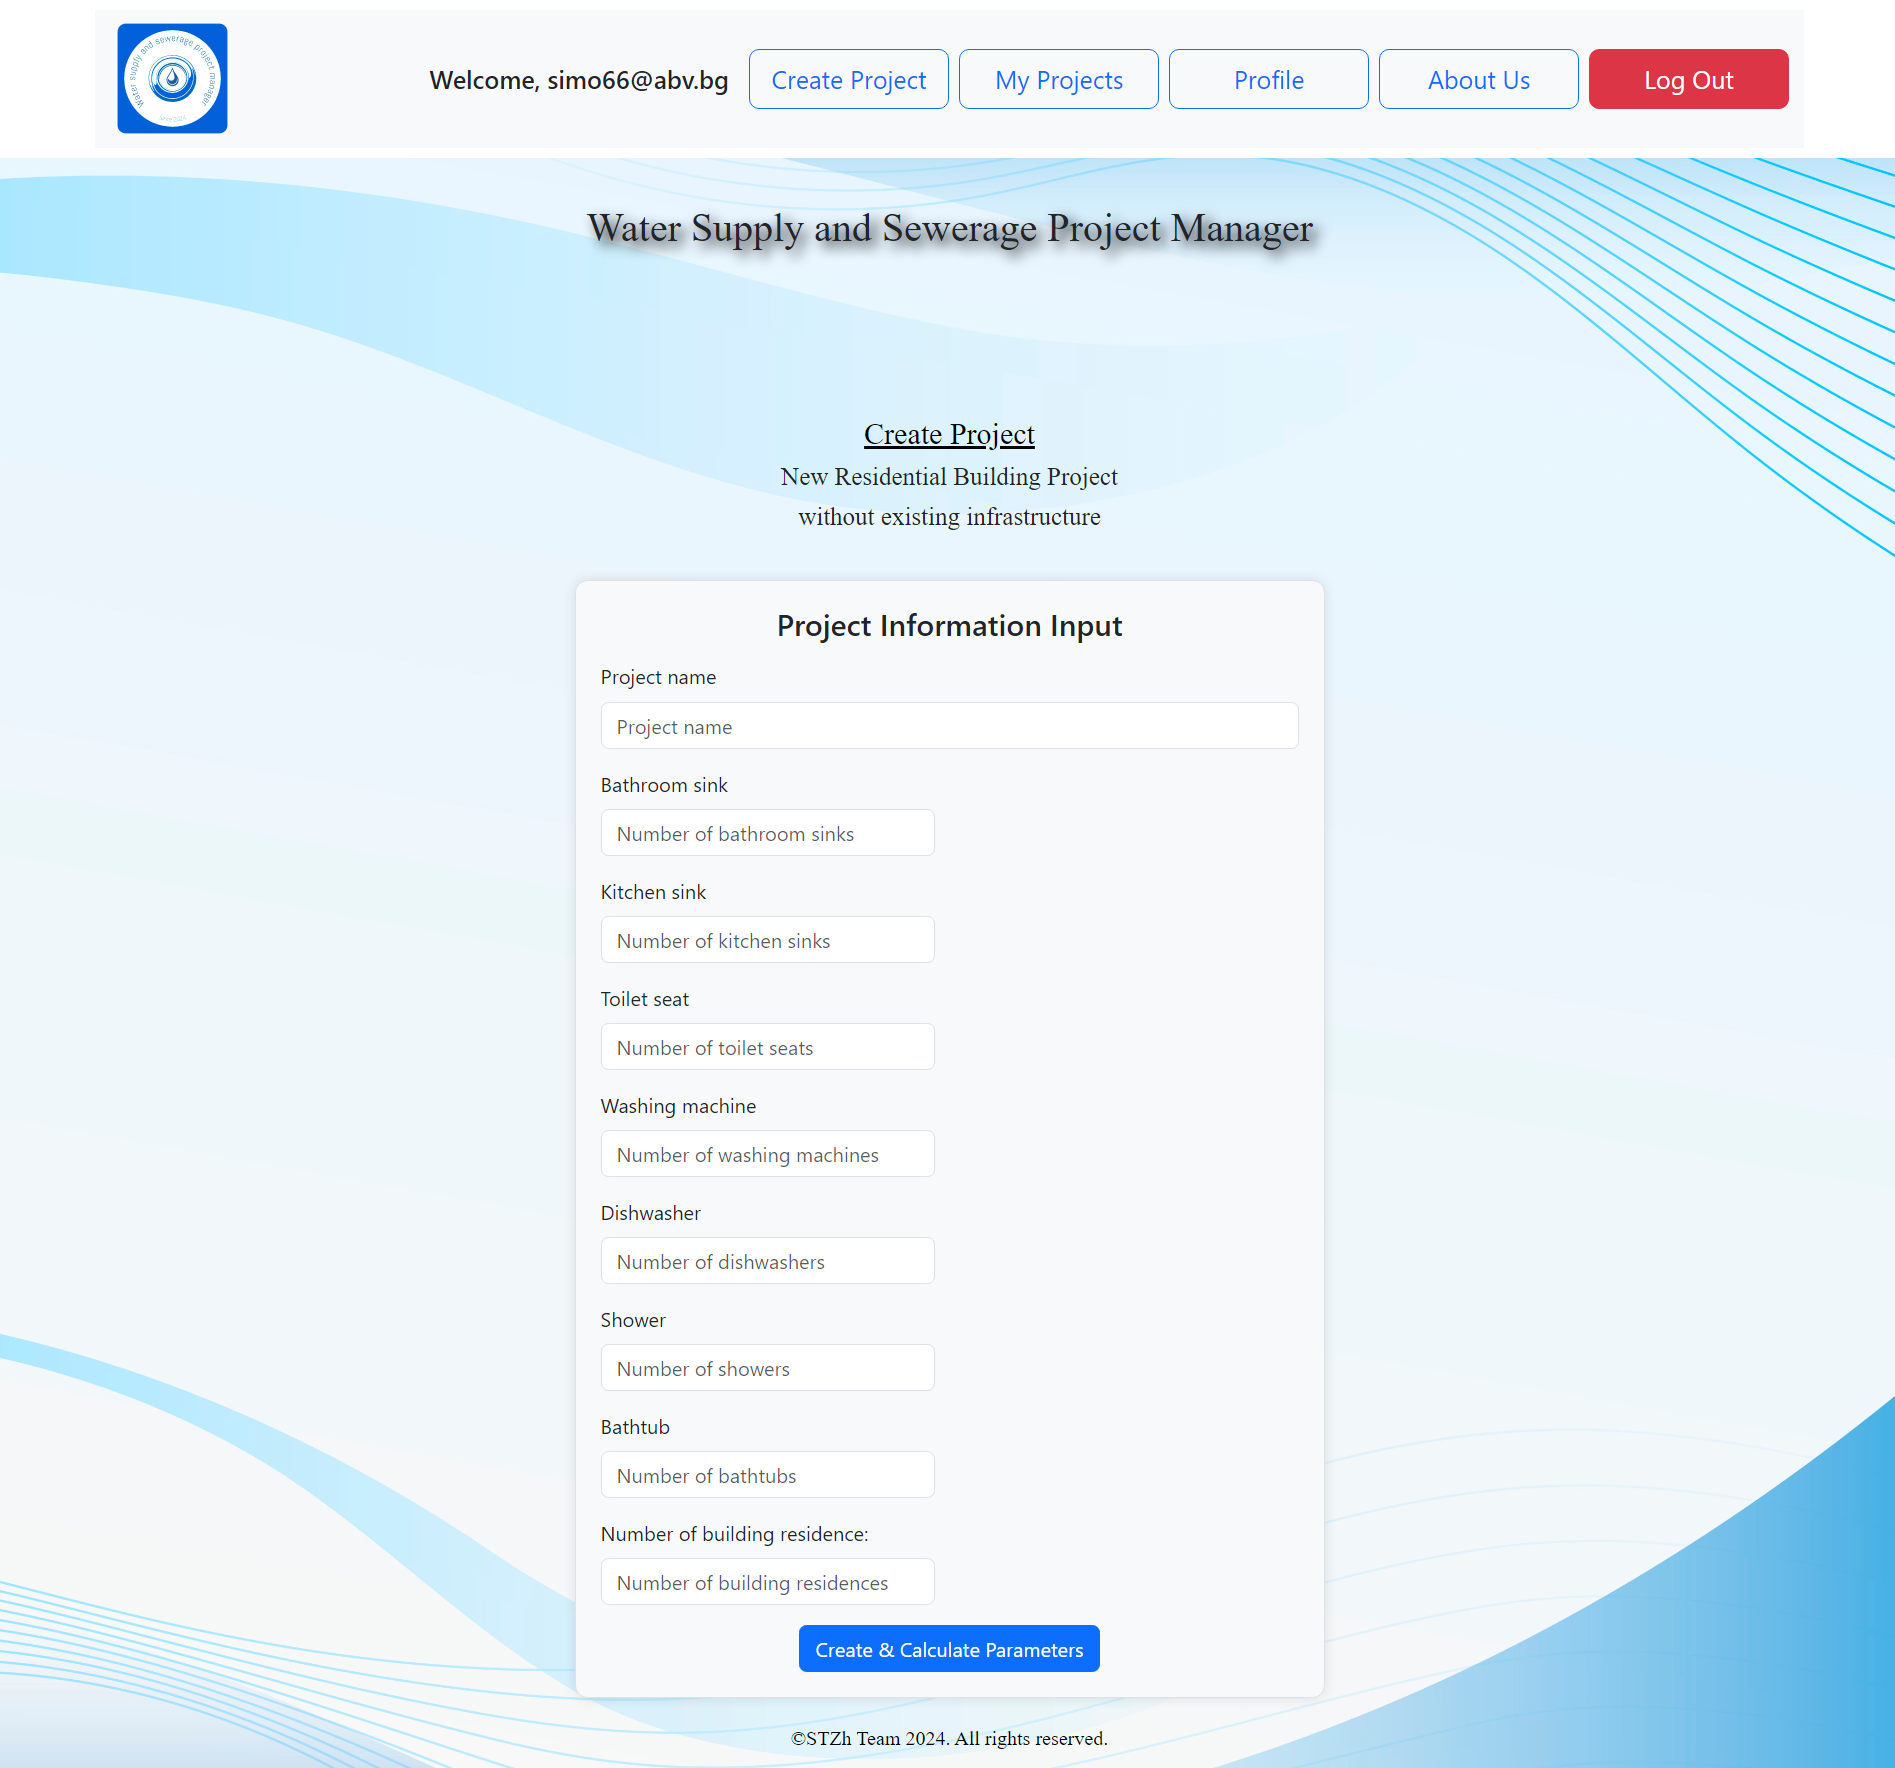 Water supply and sewerage project manager
Since 2024
Welcome, simo66@abv.bg
Create Project
My Projects
Profile
About Us
Log Out
Water Supply and Sewerage Project Manager
Create Project
New Residential Building Project
without existing infrastructure
Project Information Input
Project name
Project name
Bathroom sink
Number of bathroom sinks
Kitchen sink
Number of kitchen sinks
Toilet seat
Number of toilet seats
Washing machine
Number of washing machines
Dishwasher
Number of dishwashers
Shower
Number of showers
Bathtub
Number of bathtubs
Number of building residence:
Number of building residences
Create & Calculate Parameters
©STZh Team 2024. All rights reserved.